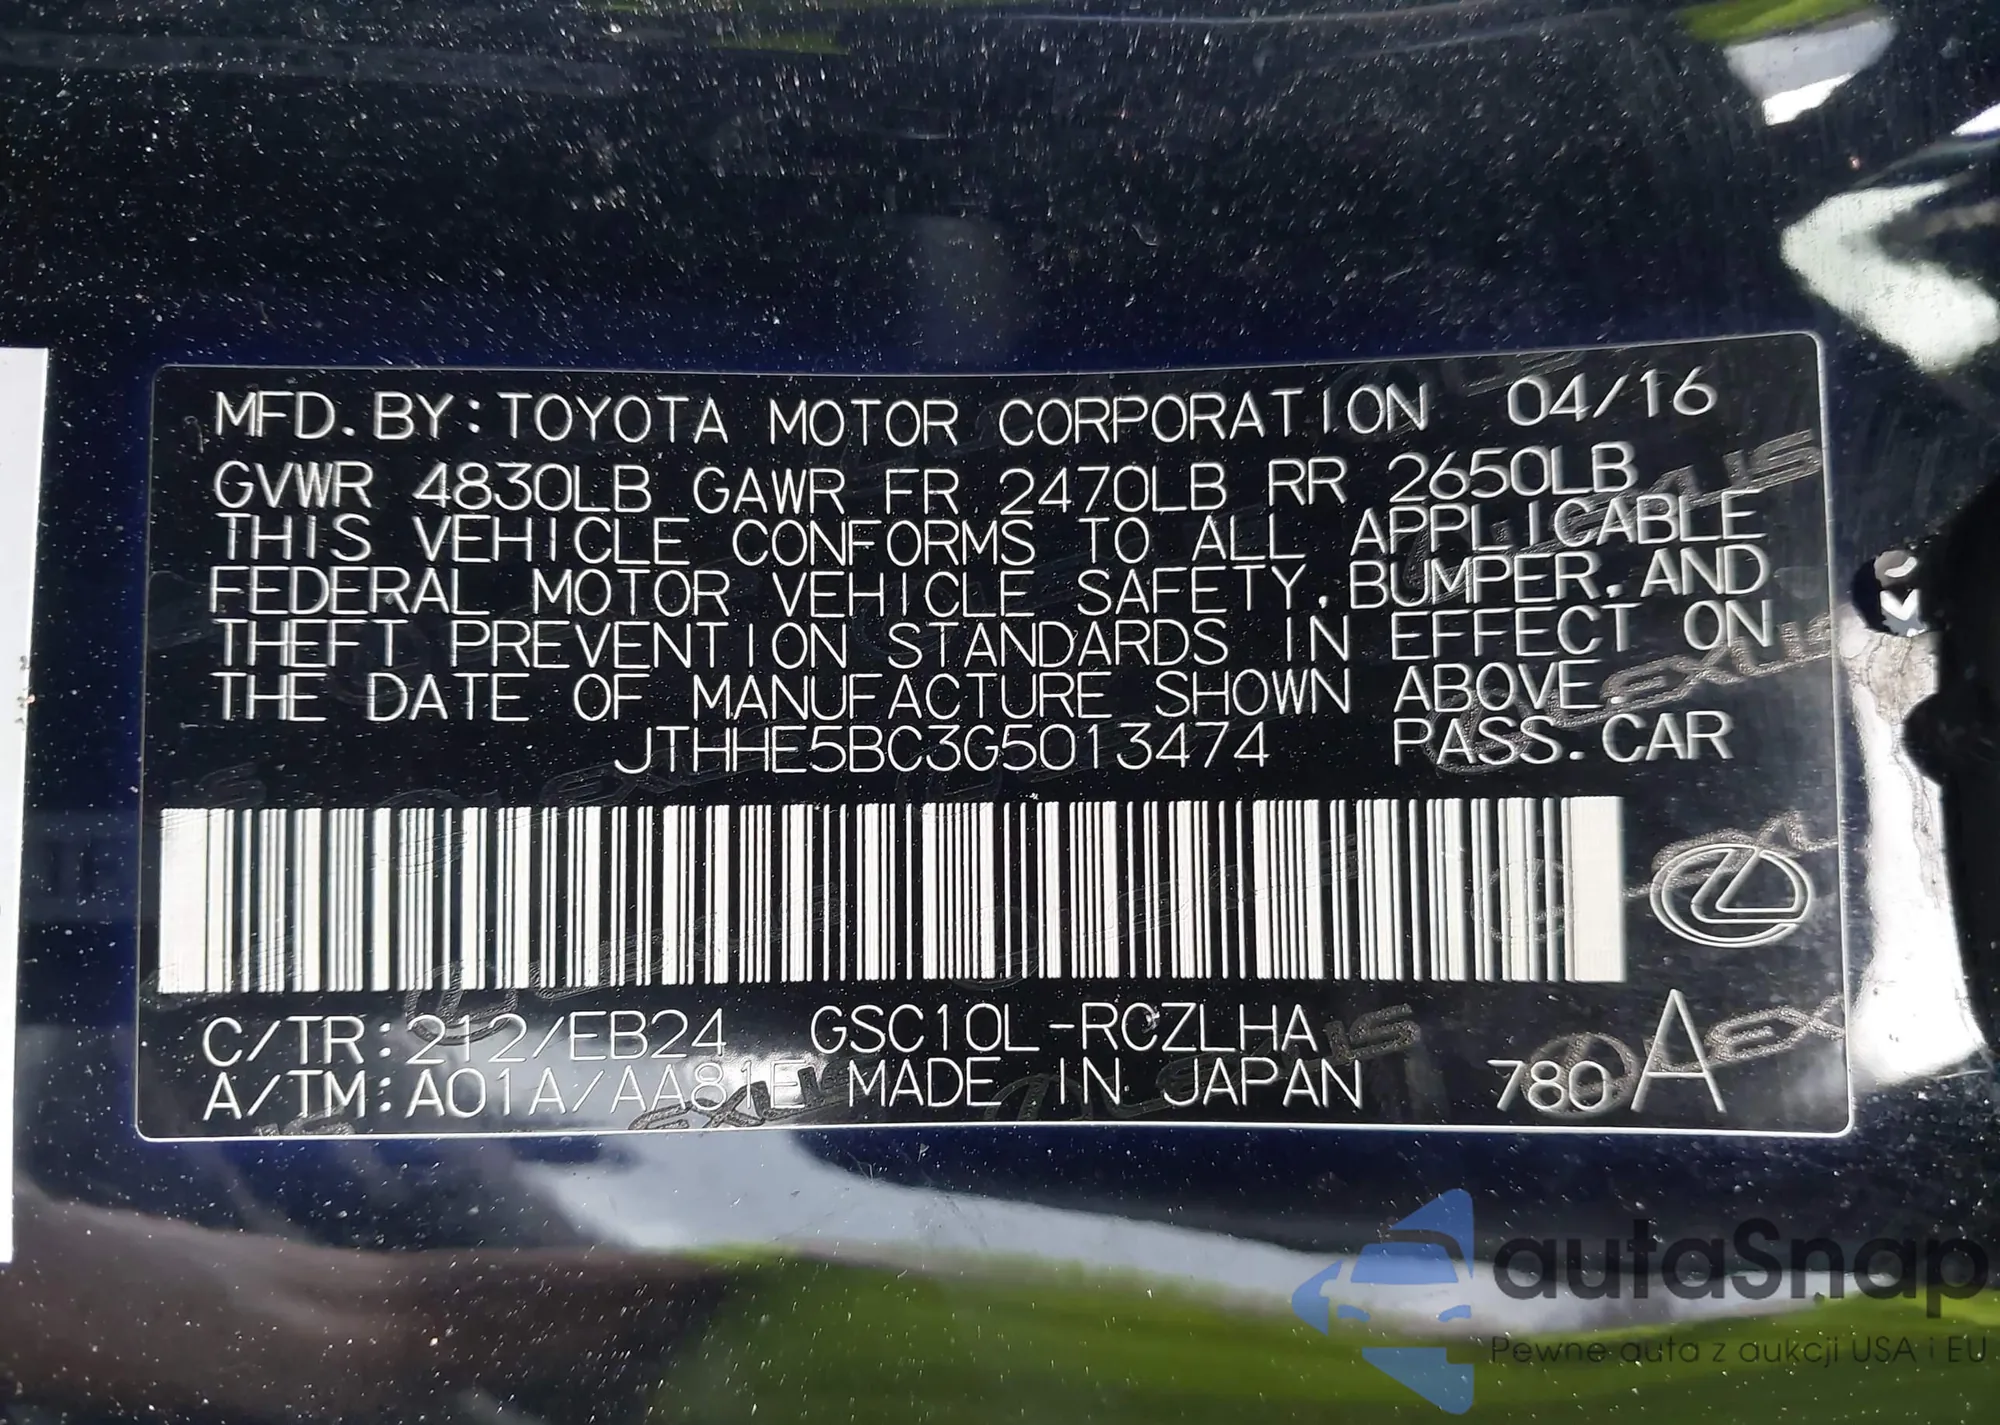 MFD. BY: TOYOTA MOTOR CORPORATION 04/16
GVWR 4830LB GAWR FR 2470LB RR 2650LB
THIS VEHICLE CONFORMS TO ALL APPLICABLE
FEDERAL MOTOR VEHICLE SAFETY, BUMPER, AND
THEFT PREVENTION STANDARDS IN EFFECT ON
THE DATE OF MANUFACTURE SHOWN ABOVE.
JTHHE5BC3G5013474 PASS. CAR
C/TR: 212/EB24 GSC10L-RCZLHA
A/TM: A01A/AA81E MADE IN JAPAN 780 A
autaSnap
Pewne auta z aukcji USA i EU